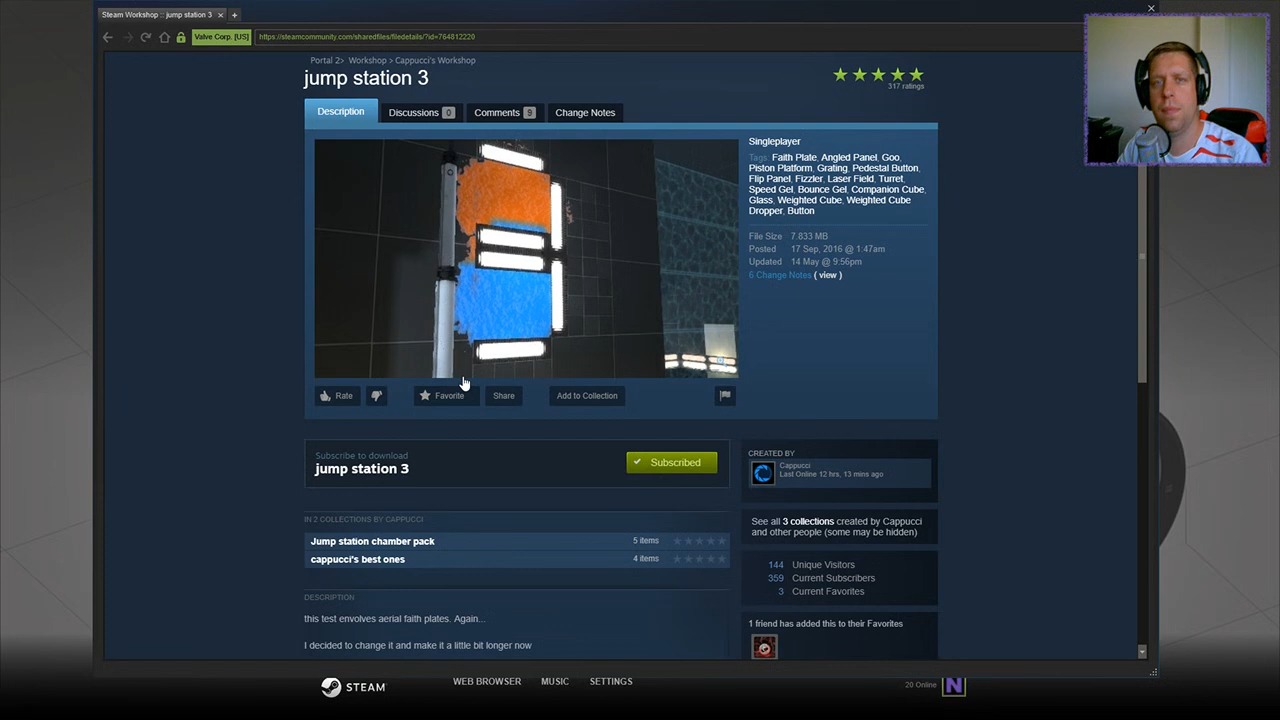 Steam Workshop :: jump station 3
Valve Corp. [US]
https://steamcommunity.com/sharedfiles/filedetails/?id=764812220
Portal 2> Workshop > Cappucci's Workshop
jump station 3
317 ratings
Description
Discussions 0
Comments 9
Change Notes
Singleplayer
Tags: Faith Plate, Angled Panel, Goo,
Piston Platform, Grating, Pedestal Button,
Flip Panel, Fizzler, Laser Field, Turret,
Speed Gel, Bounce Gel, Companion Cube,
Glass, Weighted Cube, Weighted Cube
Dropper, Button
File Size 7.833 MB
Posted 17 Sep, 2016 @ 1:47am
Updated 14 May @ 9:56pm
6 Change Notes ( view )
Rate
Favorite
Share
Add to Collection
Subscribe to download
jump station 3
Subscribed
CREATED BY
Cappucci
Last Online 12 hrs, 13 mins ago
IN 2 COLLECTIONS BY CAPPUCCI
Jump station chamber pack 5 items
cappucci's best ones 4 items
See all 3 collections created by Cappucci
and other people (some may be hidden)
144 Unique Visitors
359 Current Subscribers
3 Current Favorites
DESCRIPTION
this test envolves aerial faith plates. Again...
I decided to change it and make it a little bit longer now
1 friend has added this to their Favorites
STEAM
WEB BROWSER
MUSIC
SETTINGS
20 Online
N